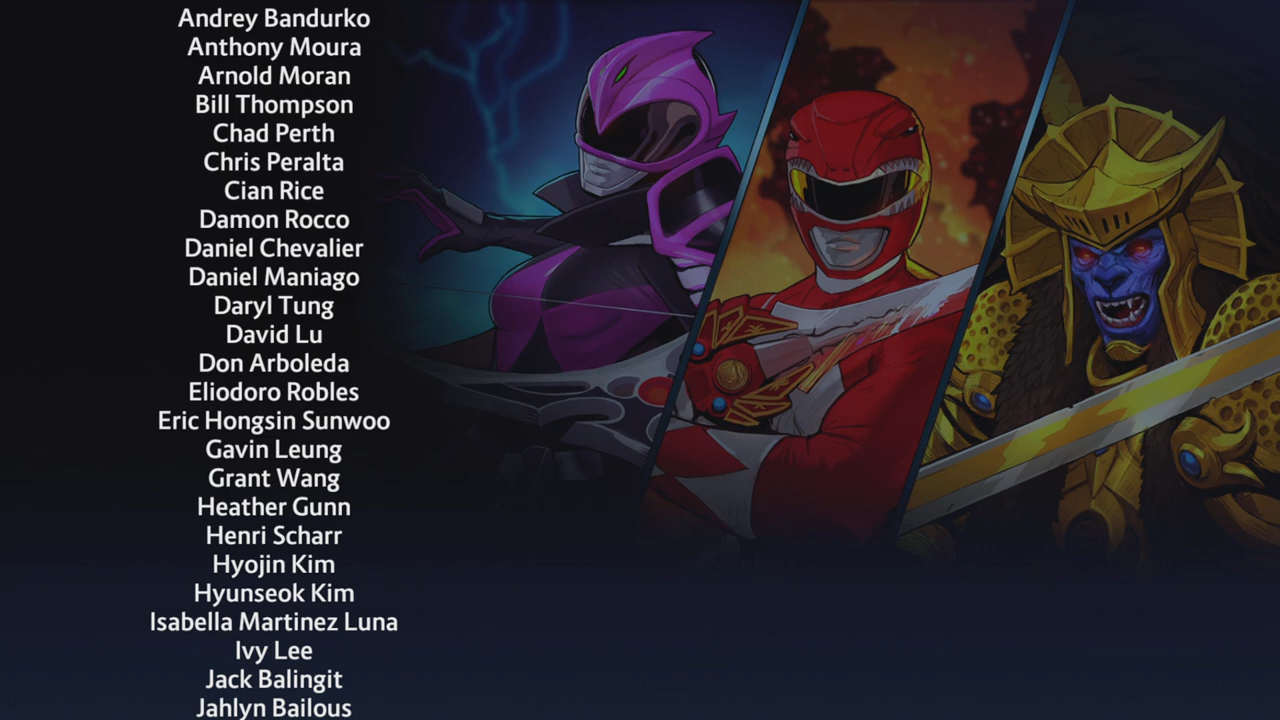 Andrey Bandurko
Anthony Moura
Arnold Moran
Bill Thompson
Chad Perth
Chris Peralta
Cian Rice
Damon Rocco
Daniel Chevalier
Daniel Maniago
Daryl Tung
David Lu
Don Arboleda
Eliodoro Robles
Eric Hongsin Sunwoo
Gavin Leung
Grant Wang
Heather Gunn
Henri Scharr
Hyojin Kim
Hyunseok Kim
Isabella Martinez Luna
Ivy Lee
Jack Balingit
Jahlyn Bailous